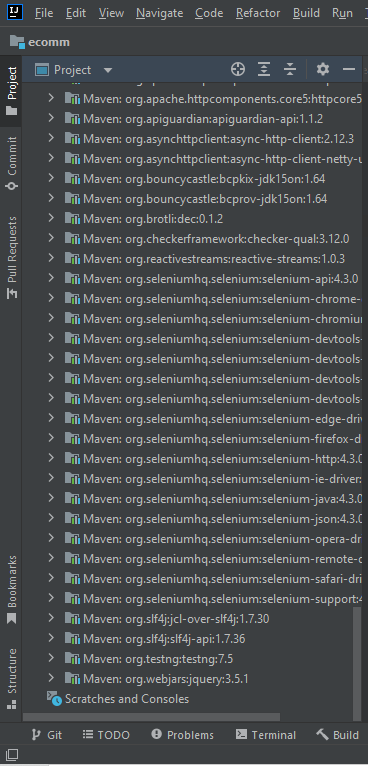 File Edit View Navigate Code Refactor Build Run
ecomm
Project
Project
Commit
Pull Requests
Bookmarks
Structure
Maven: org.apache.httpcomponents.core5:httpcore5
Maven: org.apiguardian:apiguardian-api:1.1.2
Maven: org.asynchttpclient:async-http-client:2.12.3
Maven: org.asynchttpclient:async-http-client-netty-u
Maven: org.bouncycastle:bcpkix-jdk15on:1.64
Maven: org.bouncycastle:bcprov-jdk15on:1.64
Maven: org.brotli:dec:0.1.2
Maven: org.checkerframework:checker-qual:3.12.0
Maven: org.reactivestreams:reactive-streams:1.0.3
Maven: org.seleniumhq.selenium:selenium-api:4.3.0
Maven: org.seleniumhq.selenium:selenium-chrome-
Maven: org.seleniumhq.selenium:selenium-chromium
Maven: org.seleniumhq.selenium:selenium-devtools-
Maven: org.seleniumhq.selenium:selenium-devtools-
Maven: org.seleniumhq.selenium:selenium-devtools-
Maven: org.seleniumhq.selenium:selenium-devtools-
Maven: org.seleniumhq.selenium:selenium-edge-driv
Maven: org.seleniumhq.selenium:selenium-firefox-d
Maven: org.seleniumhq.selenium:selenium-http:4.3.0
Maven: org.seleniumhq.selenium:selenium-ie-driver:
Maven: org.seleniumhq.selenium:selenium-java:4.3.0
Maven: org.seleniumhq.selenium:selenium-json:4.3.0
Maven: org.seleniumhq.selenium:selenium-opera-dr
Maven: org.seleniumhq.selenium:selenium-remote-d
Maven: org.seleniumhq.selenium:selenium-safari-dri
Maven: org.seleniumhq.selenium:selenium-support:4
Maven: org.slf4j:jcl-over-slf4j:1.7.30
Maven: org.slf4j:slf4j-api:1.7.36
Maven: org.testng:testng:7.5
Maven: org.webjars:jquery:3.5.1
Scratches and Consoles
Git TODO Problems Terminal Build